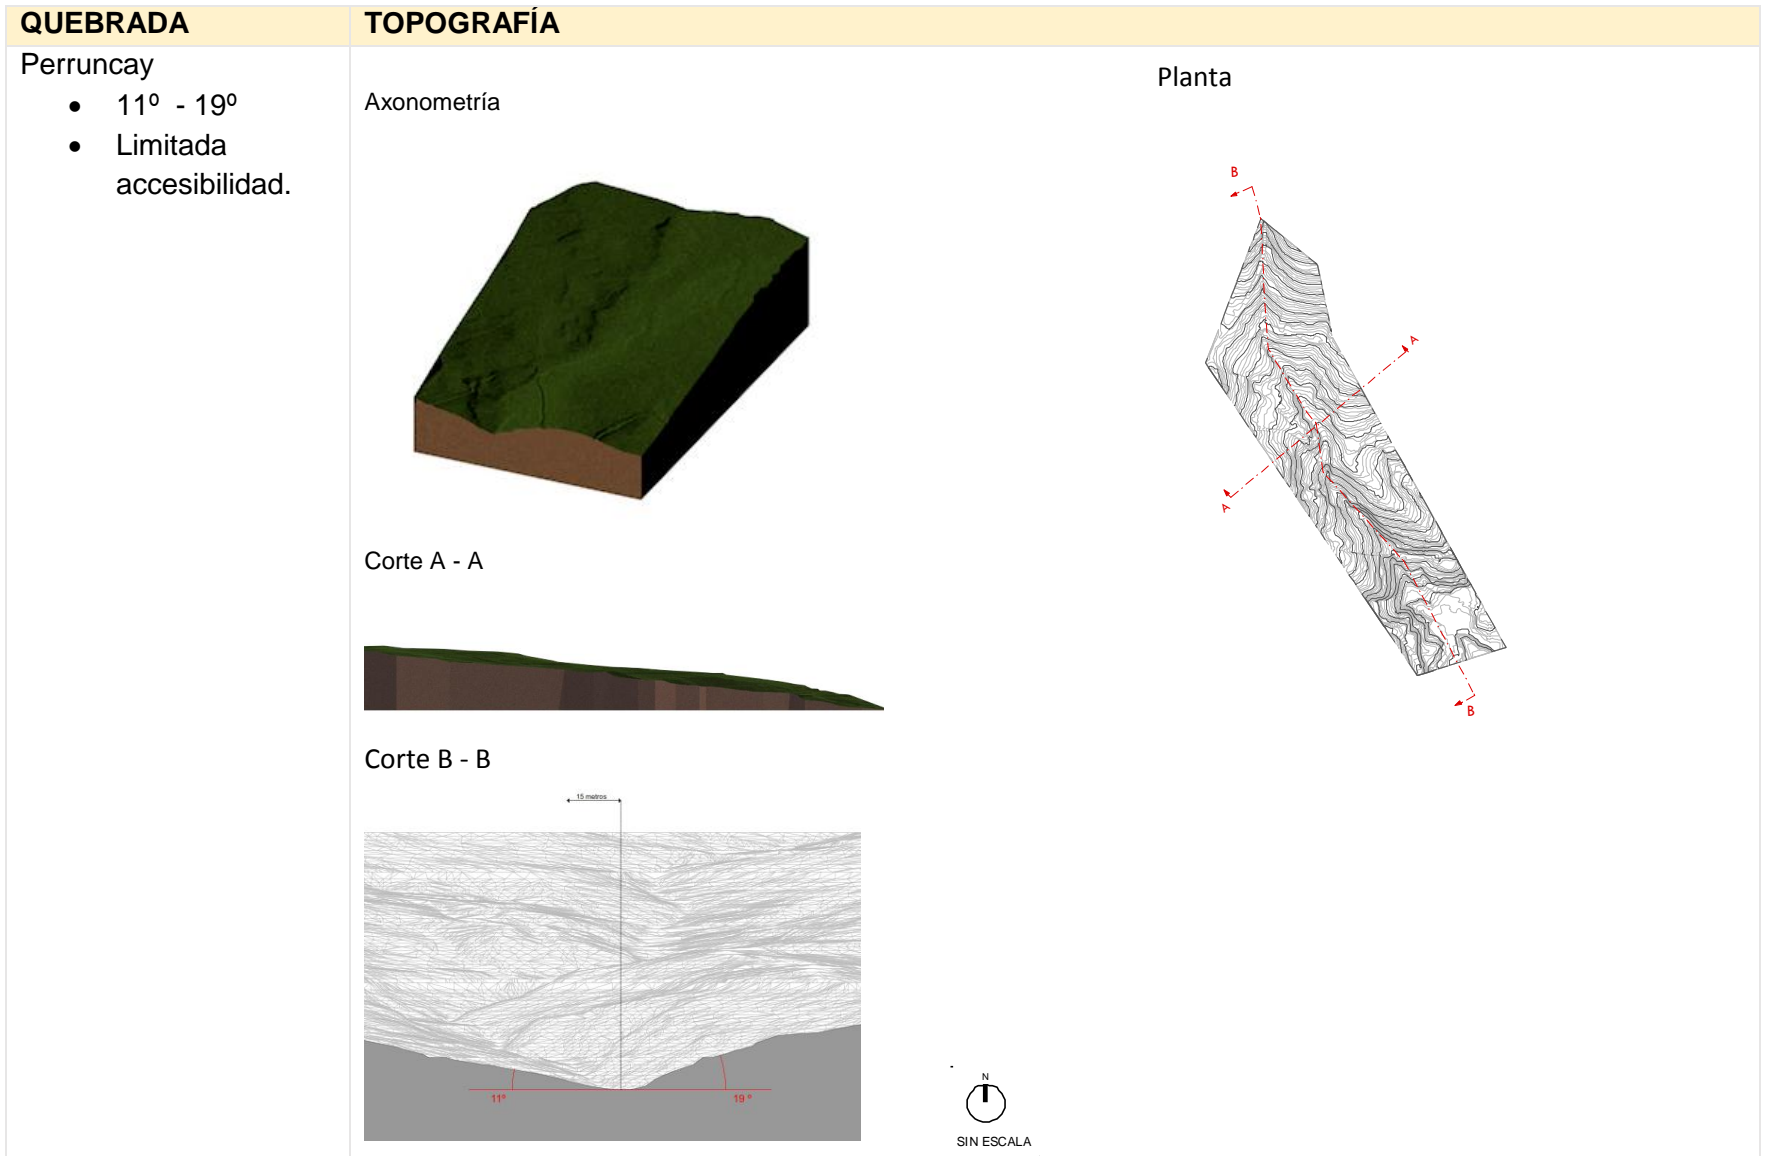 QUEBRADA
TOPOGRAFÍA
Perruncay
• 11º - 19º
• Limitada
accesibilidad.
Axonometría
Planta
B
A
A
B
Corte A - A
Corte B - B
15 metros
11º
19 º
N
SIN ESCALA